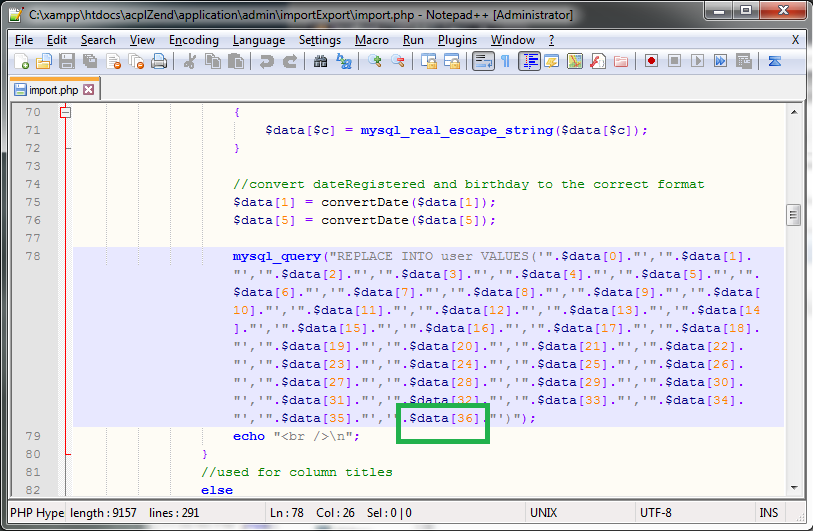 C:\xampp\htdocs\acplZend\application\admin\importExport\import.php - Notepad++ [Administrator]
File Edit Search View Encoding Language Settings Macro Run Plugins Window ? X
import.php
70 {
71 $data[$c] = mysql_real_escape_string($data[$c]);
72 }
73
74 //convert dateRegistered and birthday to the correct format
75 $data[1] = convertDate($data[1]);
76 $data[5] = convertDate($data[5]);
77
78 mysql_query("REPLACE INTO user VALUES('".$data[0]."','".$data[1].
"','".$data[2]."','".$data[3]."','".$data[4]."','".$data[5]."','".
$data[6]."','".$data[7]."','".$data[8]."','".$data[9]."','".$data[
10]."','".$data[11]."','".$data[12]."','".$data[13]."','".$data[14
]."','".$data[15]."','".$data[16]."','".$data[17]."','".$data[18].
"','".$data[19]."','".$data[20]."','".$data[21]."','".$data[22].
"','".$data[23]."','".$data[24]."','".$data[25]."','".$data[26].
"','".$data[27]."','".$data[28]."','".$data[29]."','".$data[30].
"','".$data[31]."','".$data[32]."','".$data[33]."','".$data[34].
"','".$data[35]."','".$data[36]."')");
79 echo "<br />\n";
80 }
81 //used for column titles
82 else
PHP Hype length : 9157 lines : 291 Ln : 78 Col : 26 Sel : 0 | 0 UNIX UTF-8 INS